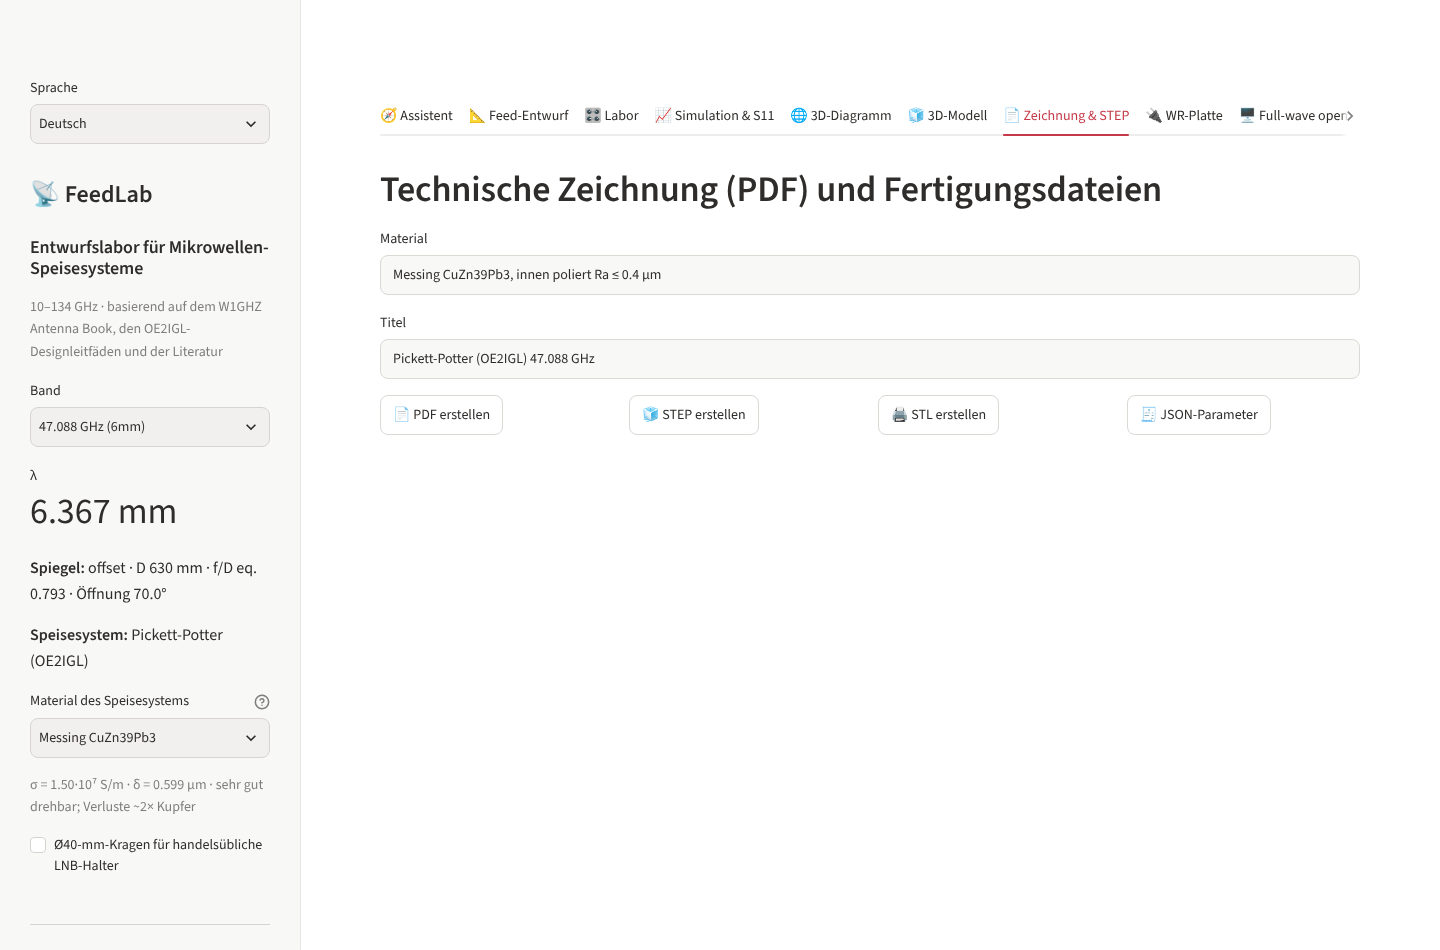 Sprache
Deutsch
📡 FeedLab
Entwurfslabor für Mikrowellen-
Speisesysteme
10–134 GHz · basierend auf dem W1GHZ
Antenna Book, den OE2IGL-
Designleitfäden und der Literatur
Band
47.088 GHz (6mm)
λ
6.367 mm
Spiegel: offset · D 630 mm · f/D eq.
0.793 · Öffnung 70.0°
Speisesystem: Pickett-Potter
(OE2IGL)
Material des Speisesystems
Messing CuZn39Pb3
σ = 1.50·10⁷ S/m · δ = 0.599 µm · sehr gut
drehbar; Verluste ~2× Kupfer
Ø40-mm-Kragen für handelsübliche
LNB-Halter
🧭 Assistent 📐 Feed-Entwurf 🎛️ Labor 📈 Simulation & S11 🌐 3D-Diagramm 🧊 3D-Modell 📄 Zeichnung & STEP 🔌 WR-Platte 🖥️ Full-wave open
Technische Zeichnung (PDF) und Fertigungsdateien
Material
Messing CuZn39Pb3, innen poliert Ra ≤ 0.4 µm
Titel
Pickett-Potter (OE2IGL) 47.088 GHz
📄 PDF erstellen 🧊 STEP erstellen 🖨️ STL erstellen 🧾 JSON-Parameter